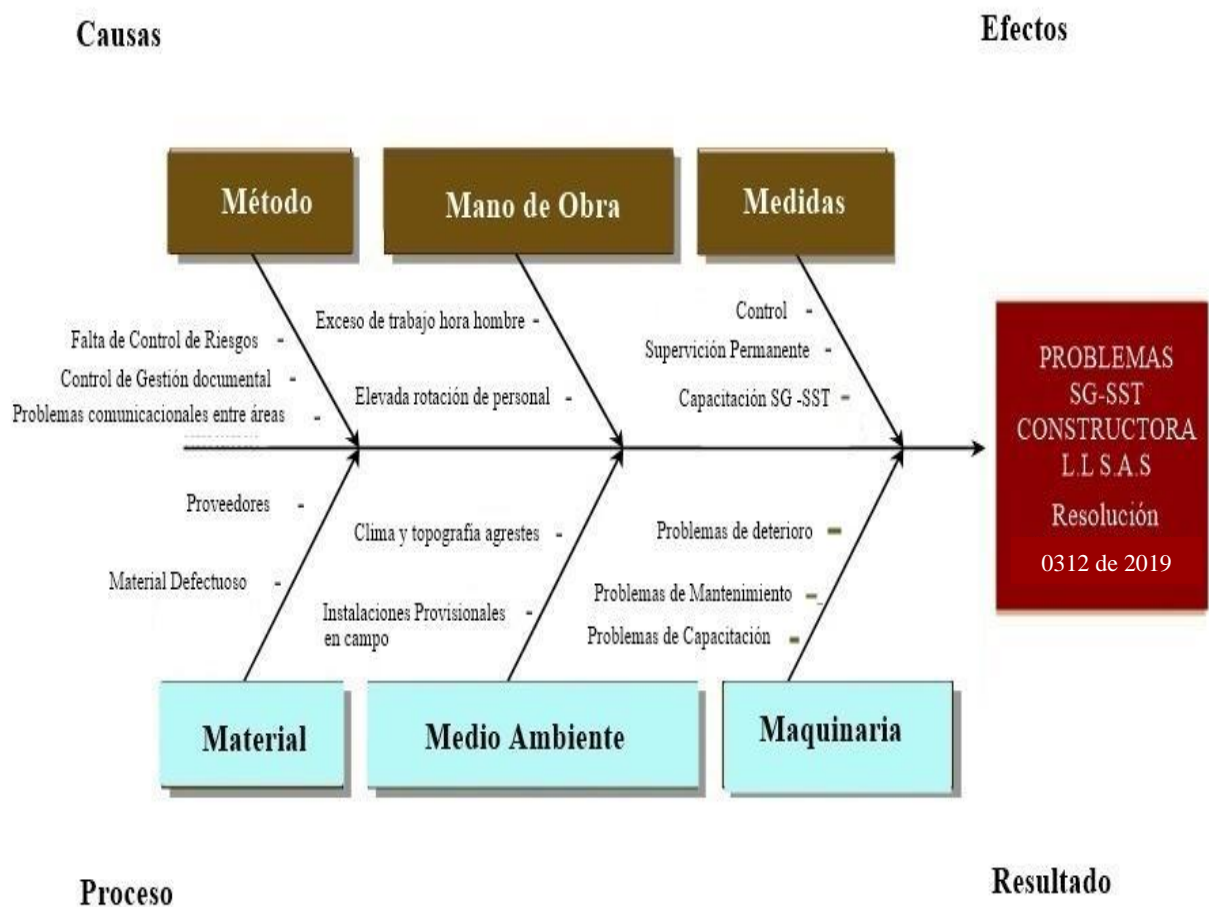 Causas
Efectos
Método
Mano de Obra
Medidas
Falta de Control de Riesgos -
Control de Gestión documental -
Problemas comunicacionales entre áreas -
Exceso de trabajo hora hombre -
Elevada rotación de personal -
Control -
Supervición Permanente -
Capacitación SG -SST -
PROBLEMAS
SG-SST
CONSTRUCTORA
L.L S.A.S
Resolución
0312 de 2019
Proveedores -
Material Defectuoso -
Clima y topografía agrestes -
Instalaciones Provisionales -
en campo
Problemas de deterioro -
Problemas de Mantenimiento -
Problemas de Capacitación -
Material
Medio Ambiente
Maquinaria
Proceso
Resultado